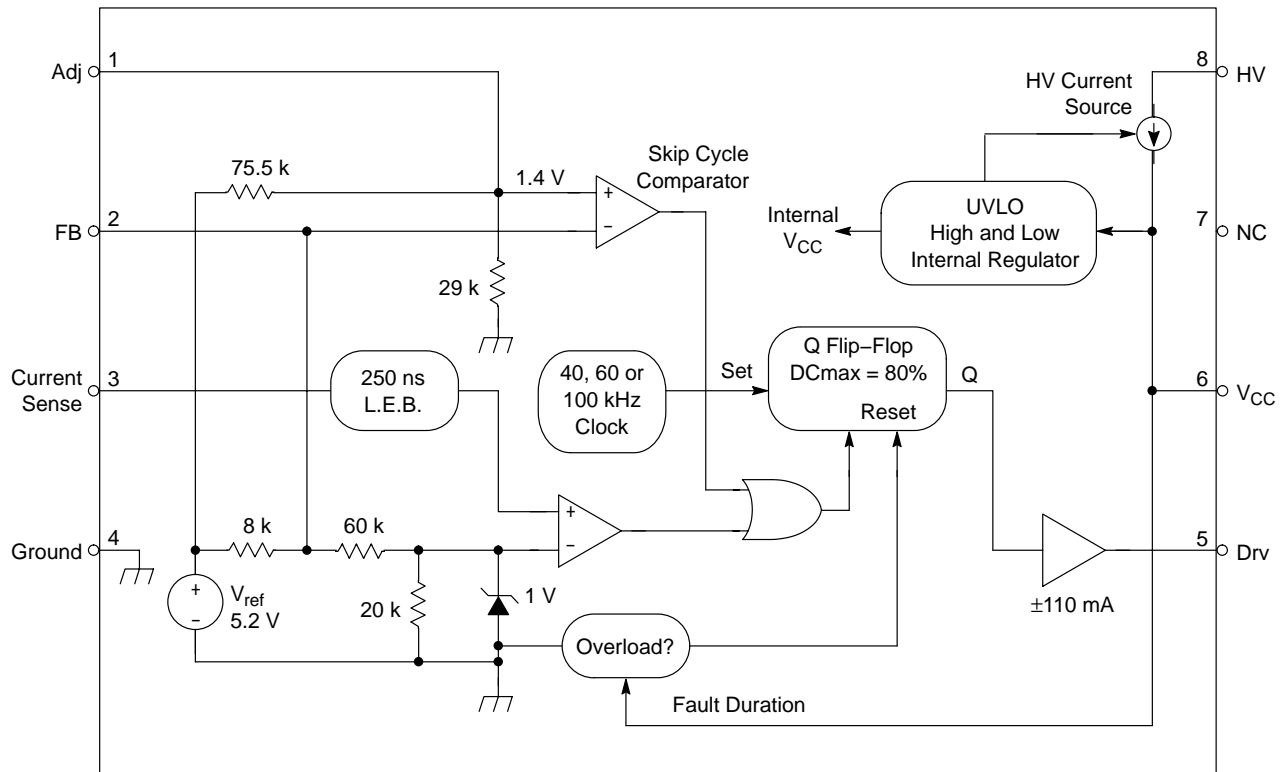 1
Adj
8
HV
HV Current
Source
75.5 k
1.4 V
Skip Cycle
Comparator
+
−
2
FB
Internal
VCC
UVLO
High and Low
Internal Regulator
7
NC
29 k
Current
Sense
3
250 ns
L.E.B.
40, 60 or
100 kHz
Clock
Set
Q Flip−Flop
DCmax = 80%
Reset
Q
6
VCC
8 k
60 k
+
−
4
Ground
+
−
Vref
5.2 V
20 k
1 V
Overload?
±110 mA
5
Drv
Fault Duration